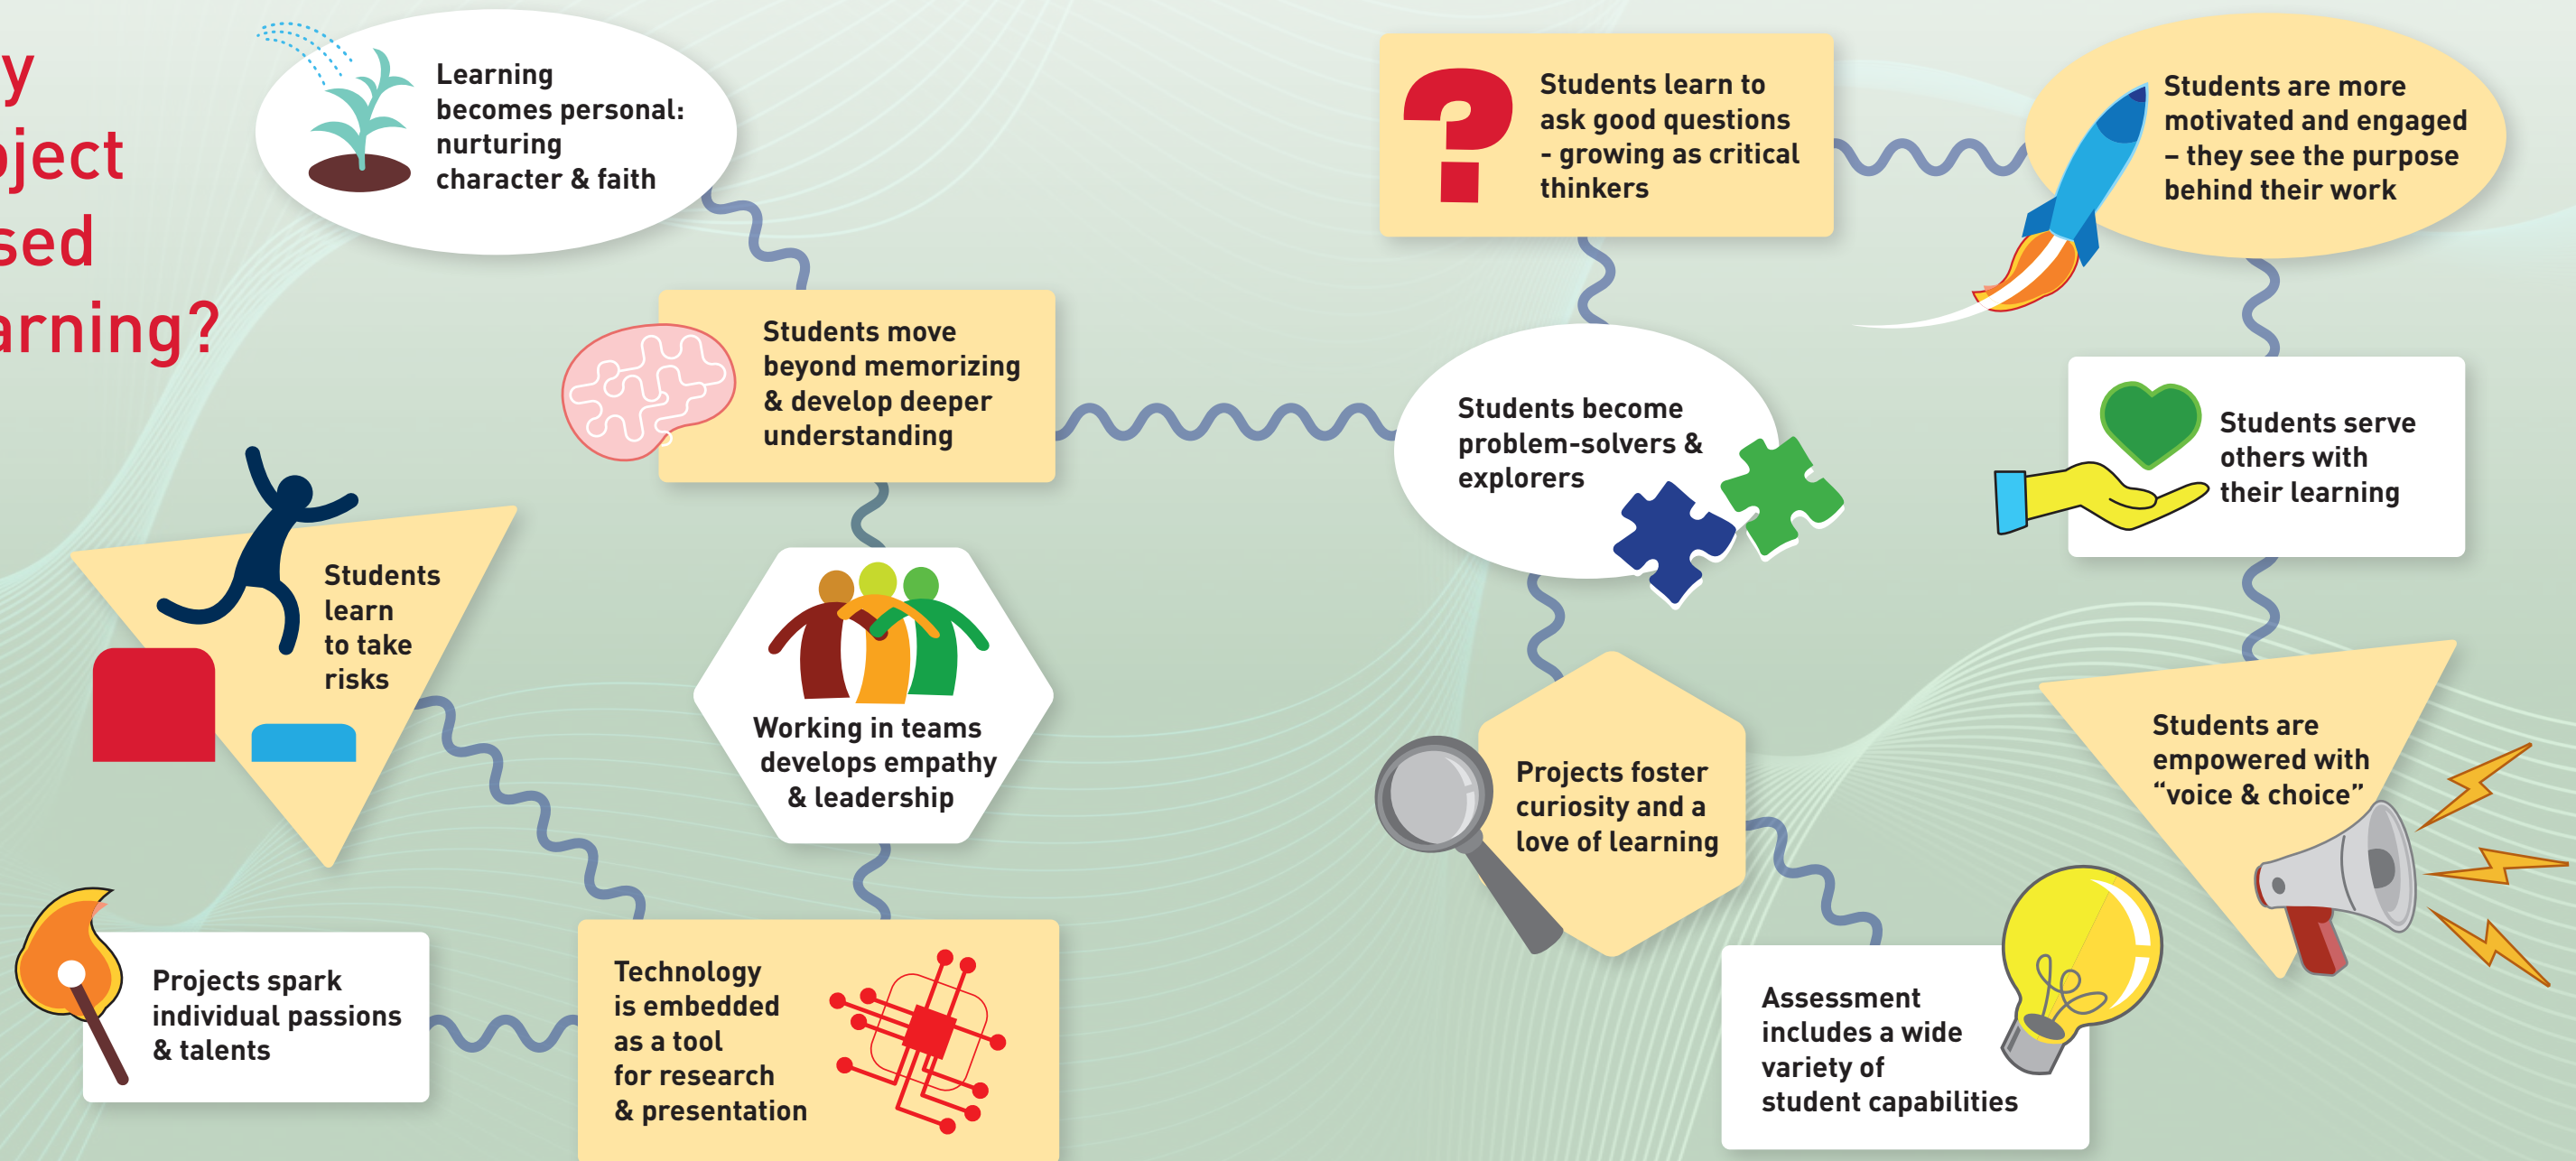 y
oject
sed
arning?
Learning
becomes personal:
nurturing
character & faith
Students move
beyond memorizing
& develop deeper
understanding
Students
learn
to take
risks
Working in teams
develops empathy
& leadership
Projects spark
individual passions
& talents
Technology
is embedded
as a tool
for research
& presentation
Students learn to
ask good questions
- growing as critical
thinkers
Students are more
motivated and engaged
– they see the purpose
behind their work
Students become
problem-solvers &
explorers
Students serve
others with
their learning
Projects foster
curiosity and a
love of learning
Students are
empowered with
“voice & choice”
Assessment
includes a wide
variety of
student capabilities